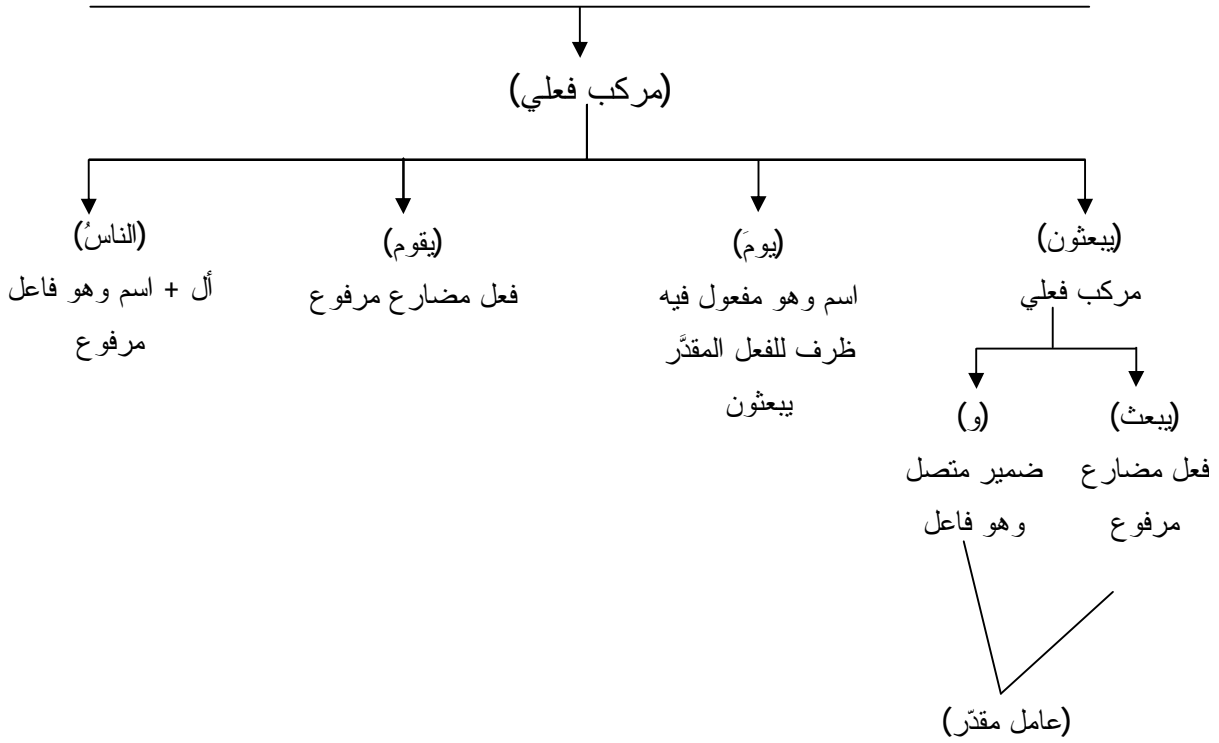 (مركب فعلي)
(يبعثون)
مركب فعلي
(يومَ)
اسم وهو مفعول فيه
ظرف للفعل المقدَّر
يبعثون
(يقوم)
فعل مضارع مرفوع
(الناسُ)
أل + اسم وهو فاعل
مرفوع
(يبعث)
فعل مضارع
مرفوع
(و)
ضمير متصل
وهو فاعل
(عامل مقدّر)